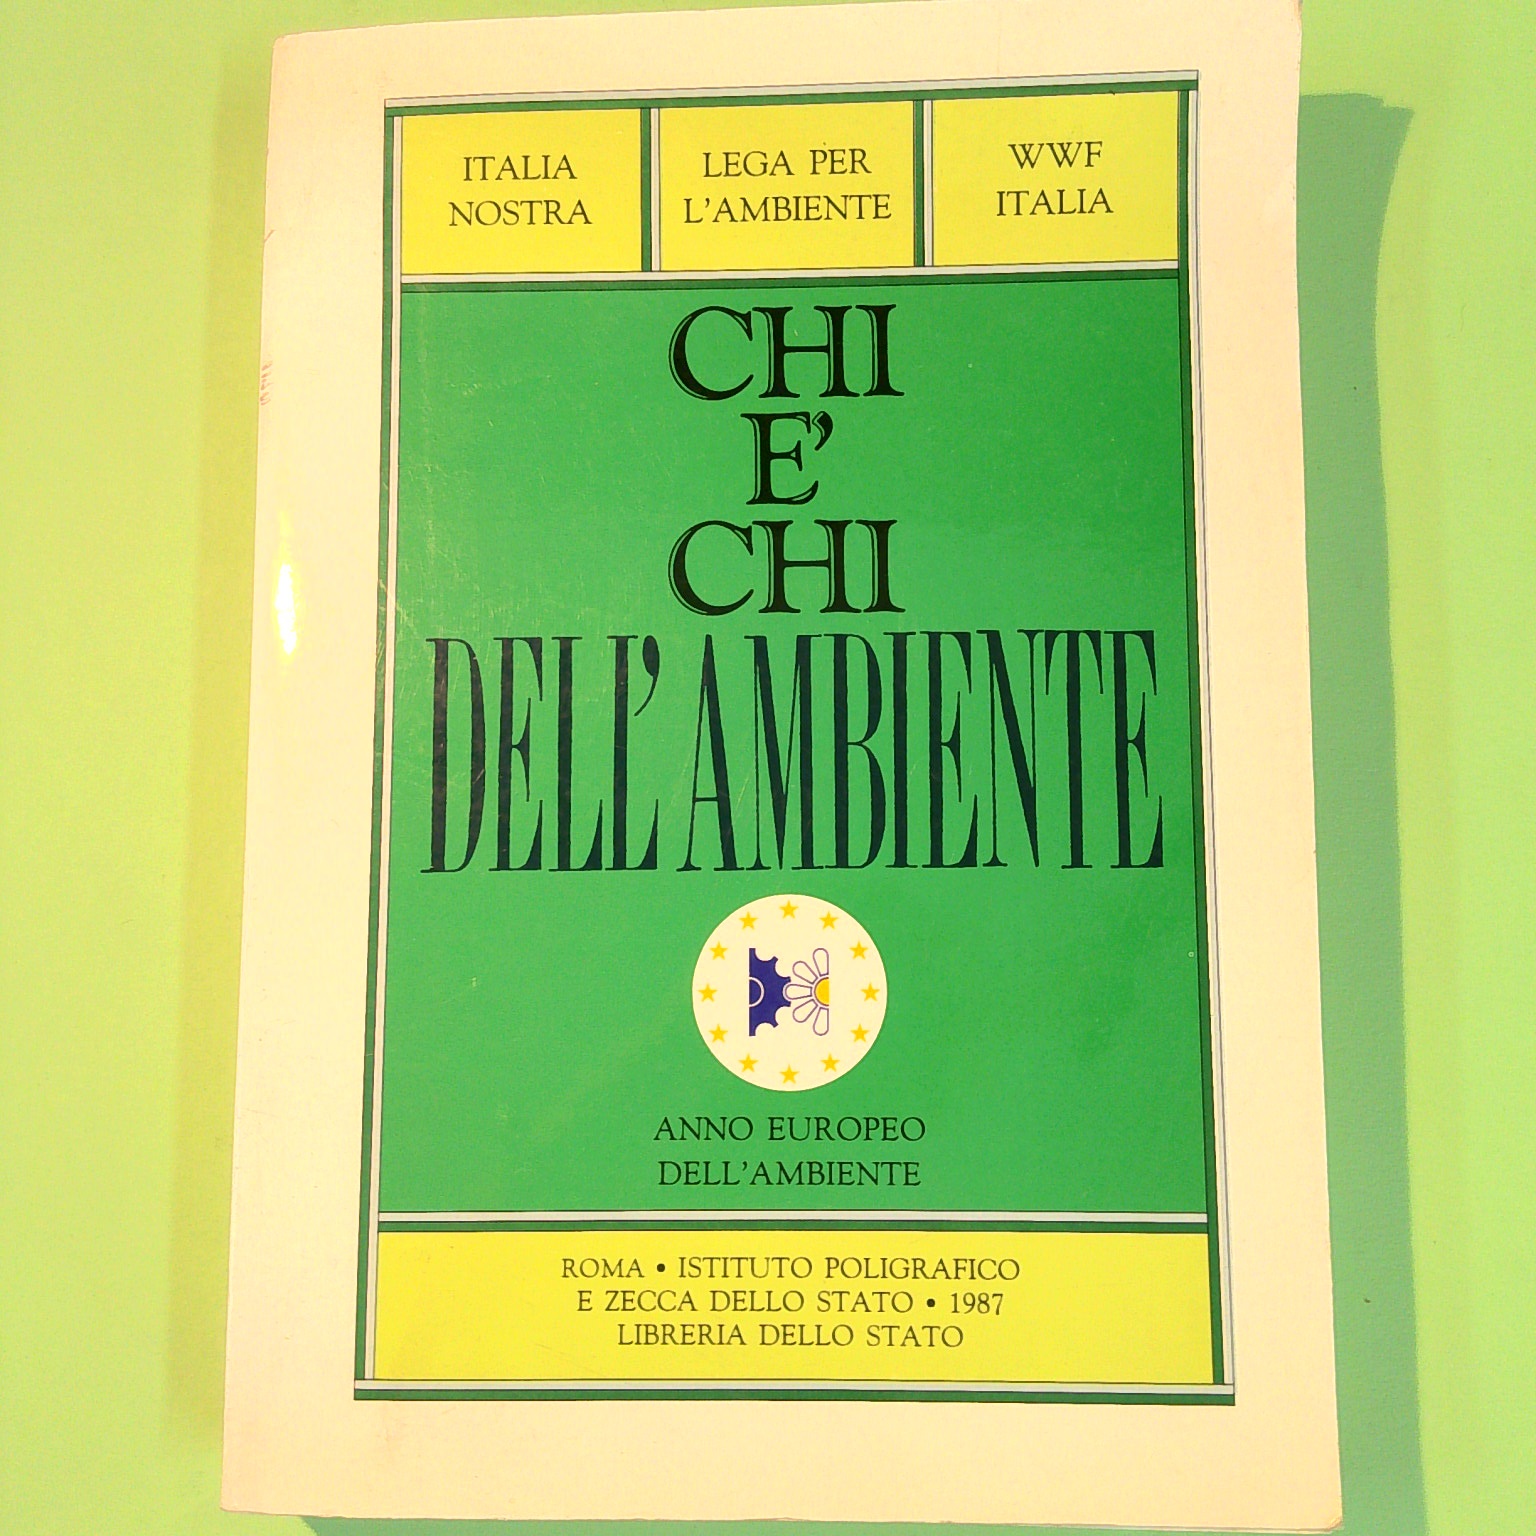 ITALIA
NOSTRA
LEGA PER
L'AMBIENTE
WWF
ITALIA
CHI
E'
CHI
DELL'AMBIENTE
ANNO EUROPEO
DELL'AMBIENTE
ROMA • ISTITUTO POLIGRAFICO
E ZECCA DELLO STATO • 1987
LIBRERIA DELLO STATO